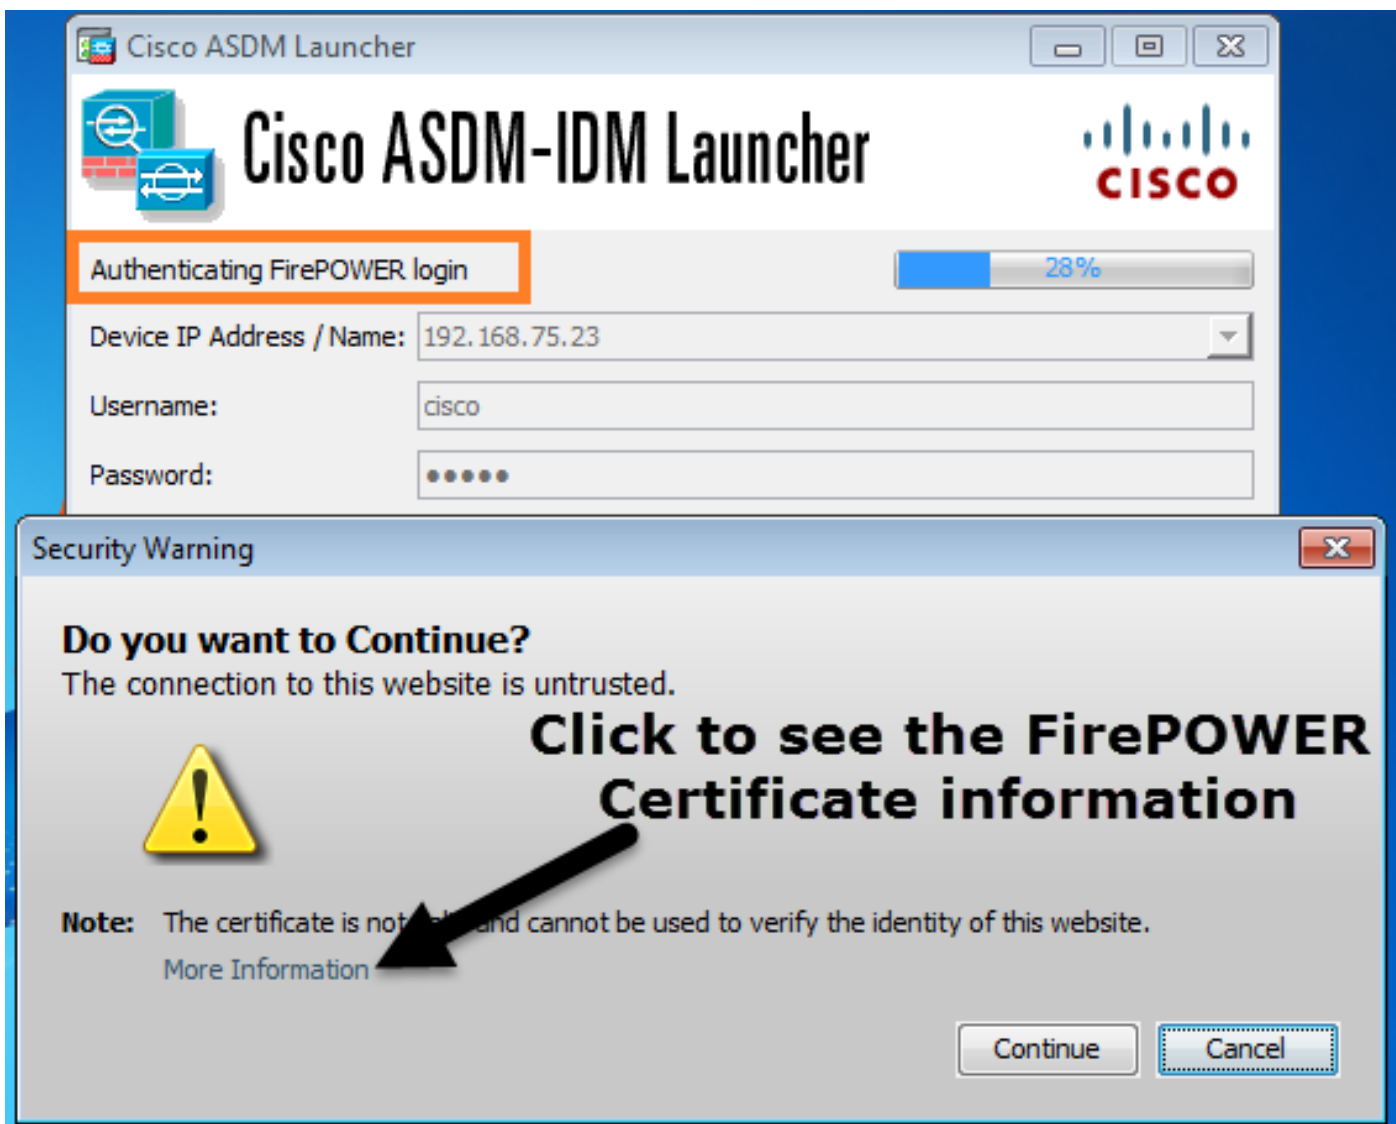 Cisco ASDM Launcher
Cisco ASDM-IDM Launcher
CISCO
Authenticating FirePOWER login
28%
Device IP Address / Name: 192.168.75.23
Username: cisco
Password:
Security Warning
Do you want to Continue?
The connection to this website is untrusted.
Click to see the FirePOWER
Certificate information
Note: The certificate is not and cannot be used to verify the identity of this website.
More Information
Continue Cancel